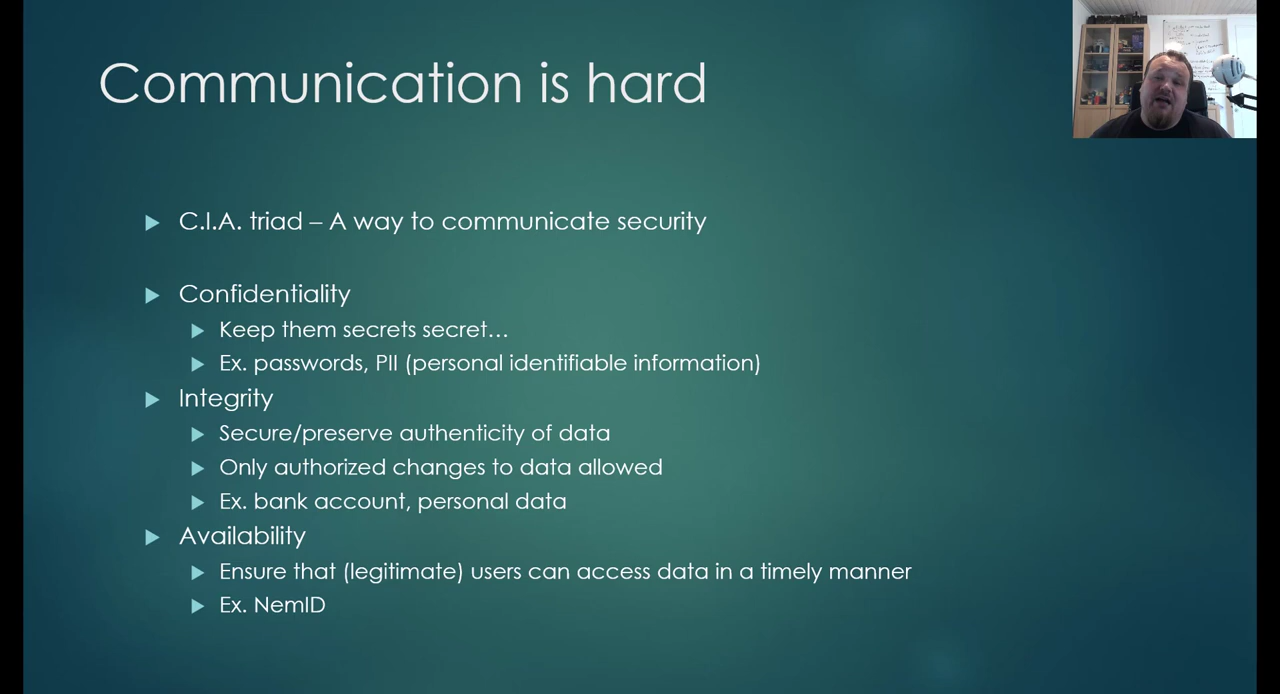 Communication is hard
C.I.A. triad – A way to communicate security
Confidentiality
Keep them secrets secret…
Ex. passwords, PII (personal identifiable information)
Integrity
Secure/preserve authenticity of data
Only authorized changes to data allowed
Ex. bank account, personal data
Availability
Ensure that (legitimate) users can access data in a timely manner
Ex. NemID